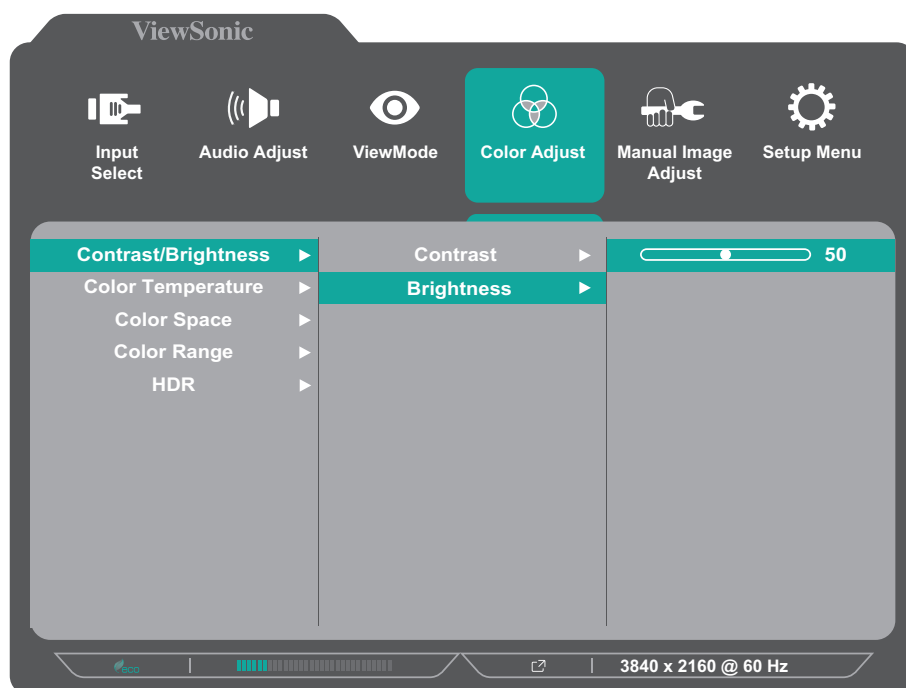 ViewSonic
Input Select
Audio Adjust
ViewMode
Color Adjust
Manual Image Adjust
Setup Menu
Contrast/Brightness
Contrast
50
Color Temperature
Brightness
Color Space
Color Range
HDR
eco
3840 x 2160 @ 60 Hz